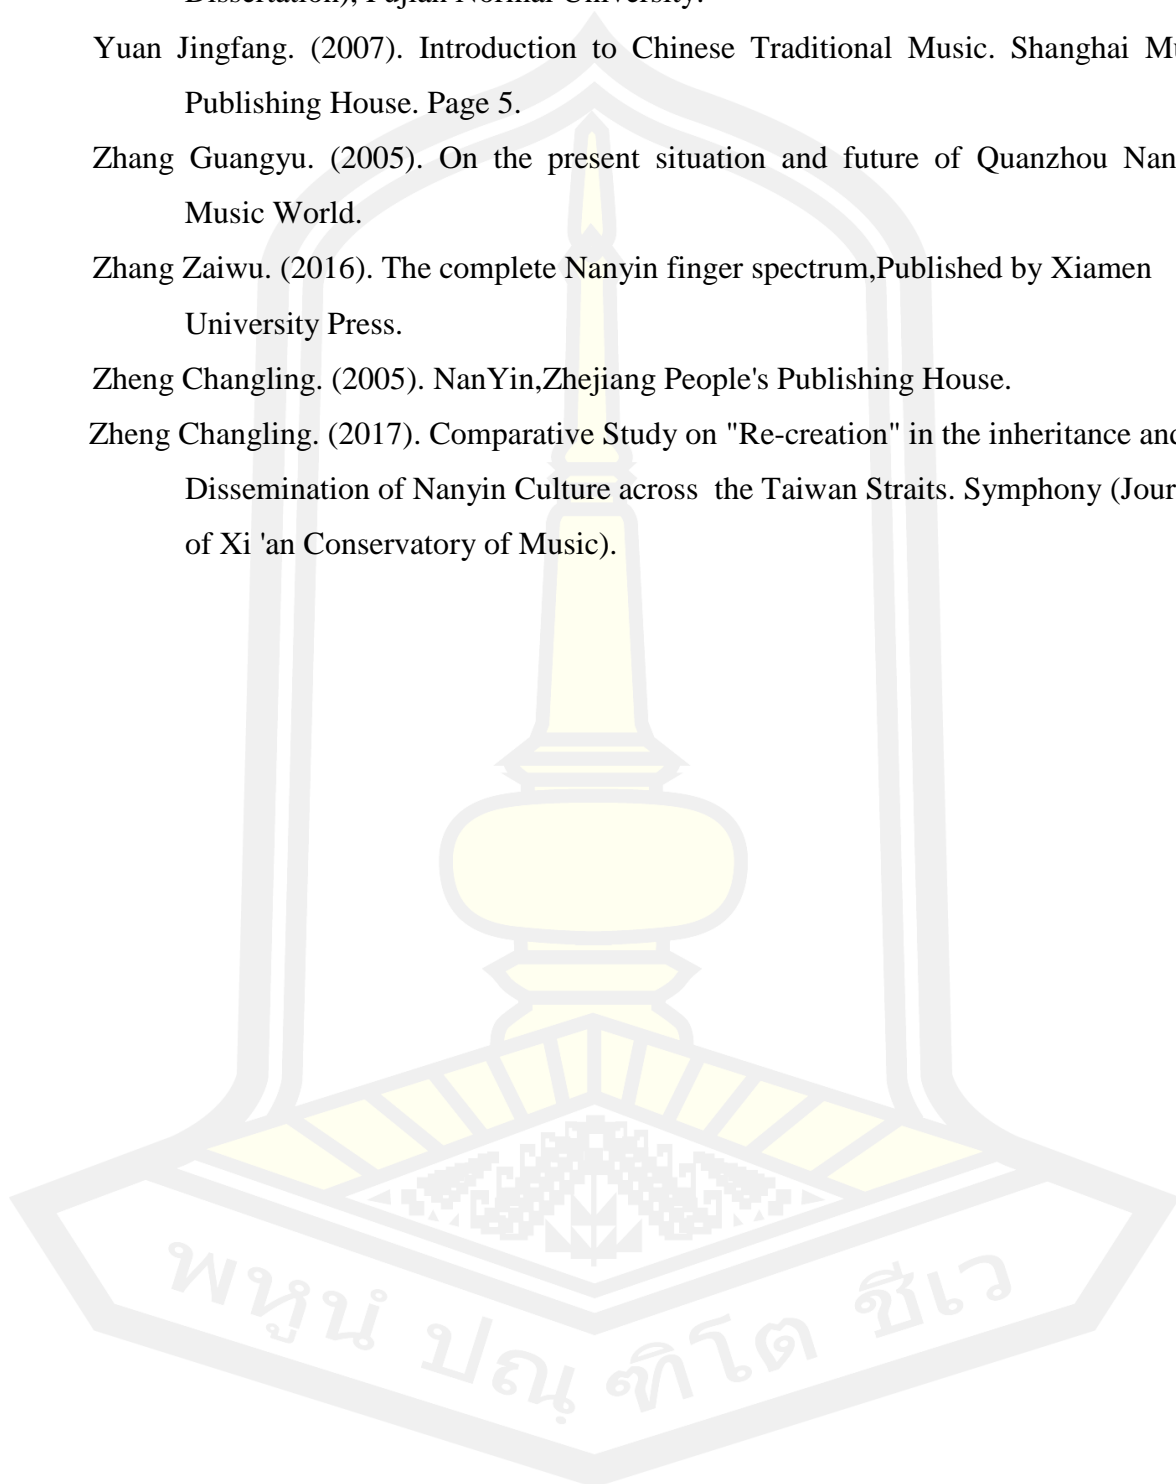 Dissertation), Fujian Normal University.
Yuan Jingfang. (2007). Introduction to Chinese Traditional Music. Shanghai
Publishing House. Page 5.
Zhang Guangyu. (2005). On the present situation and future of Quanzhou
Music World.
Zhang Zaiwu. (2016). The complete Nanyin finger spectrum,Published by Xiamen
University Press.
Zheng Changling. (2005). NanYin,Zhejiang People's Publishing House.
Zheng Changling. (2017). Comparative Study on "Re-creation" in the inheritance and
Dissemination of Nanyin Culture across the Taiwan Straits. Symphony
of Xi 'an Conservatory of Music).
พหูนํ ปณฺฑิโต ชีเว